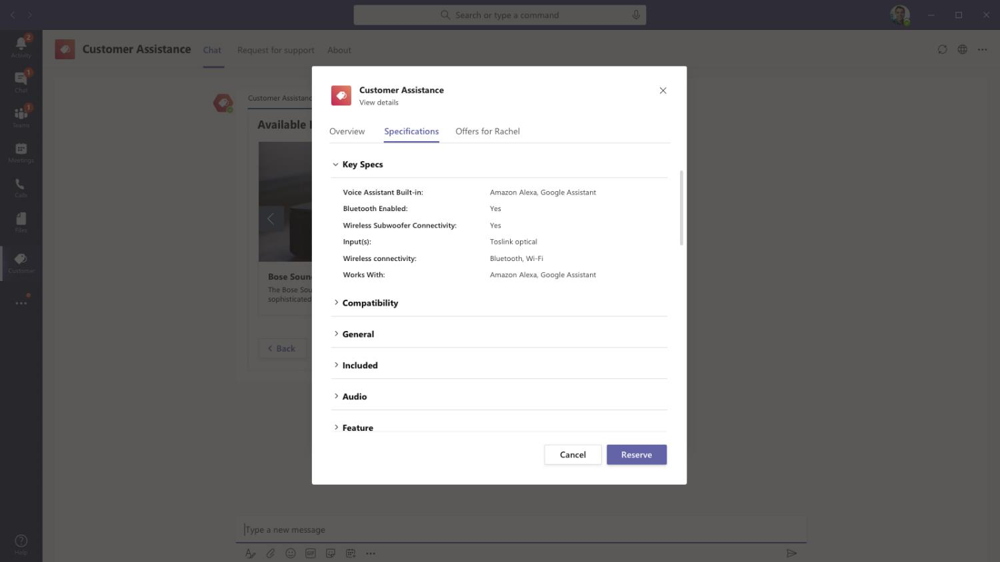 Search or type a command
2
Activity
1
Chat
1
Teams
Meetings
Calls
Files
Customer
Help
Customer Assistance Chat Request for support About
Customer Assistanc
Available
Bose Soun
The Bose Sou
sophisticated
Back
Customer Assistance
View details
Overview Specifications Offers for Rachel
Key Specs
Voice Assistant Built-in: Amazon Alexa, Google Assistant
Bluetooth Enabled: Yes
Wireless Subwoofer Connectivity: Yes
Input(s): Toslink optical
Wireless connectivity: Bluetooth, Wi-Fi
Works With: Amazon Alexa, Google Assistant
Compatibility
General
Included
Audio
Feature
Cancel Reserve
Type a new message
GIF